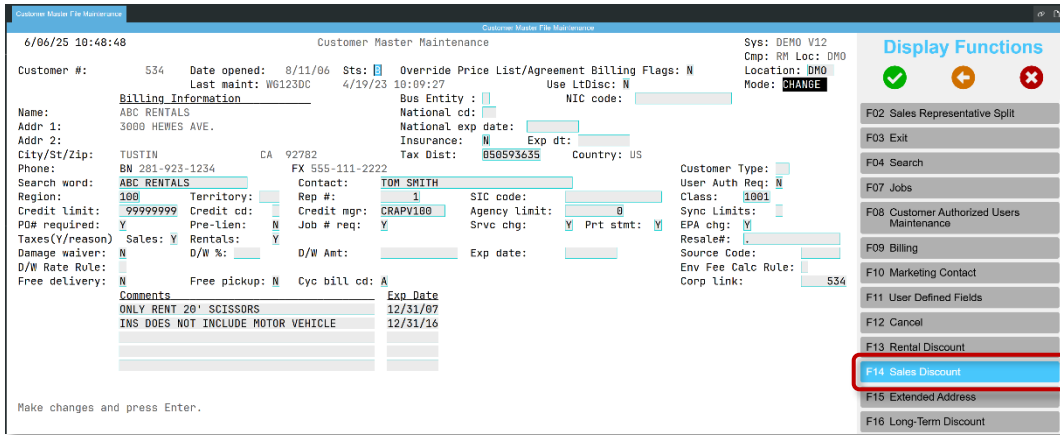 Customer Master File Maintenance
Customer Master File Maintenance
6/06/25 10:48:48 Customer Master Maintenance Sys: DEMO V12
Cmp: RM Loc: DMO
Customer #: 534 Date opened: 8/11/06 Sts: Override Price List/Agreement Billing Flags: N Location: DMO
Last maint: WG123DC 4/19/23 10:09:27 Use LtDisc: N Mode: CHANGE
Billing Information Bus Entity : NIC code:
Name: ABC RENTALS National cd:
Addr 1: 3000 HEWES AVE. National exp date:
Addr 2: Insurance: N Exp dt:
City/St/Zip: TUSTIN CA 92782 Tax Dist: 050593635 Country: US
Phone: BN 281-923-1234 FX 555-111-2222 Customer Type:
Search word: ABC RENTALS Contact: TOM SMITH User Auth Req: N
Region: 100 Territory: Rep #: 1 SIC code: Class: 1001
Credit limit: 99999999 Credit cd: Credit mgr: CRAPV100 Agency limit: 0 Sync Limits:
PO# required: Y Pre-lien: N Job # req: Y Srvc chg: Y Prt stmt: Y EPA chg: Y
Taxes(Y/reason) Sales: Y Rentals: Y Resale#: .
Damage waiver: N D/W %: D/W Amt: Exp date: Source Code:
D/W Rate Rule: Env Fee Calc Rule:
Free delivery: N Free pickup: N Cyc bill cd: A Corp link: 534
Comments Exp Date
ONLY RENT 20' SCISSORS 12/31/07
INS DOES NOT INCLUDE MOTOR VEHICLE 12/31/16
Make changes and press Enter.
Display Functions
F02 Sales Representative Split
F03 Exit
F04 Search
F07 Jobs
F08 Customer Authorized Users
Maintenance
F09 Billing
F10 Marketing Contact
F11 User Defined Fields
F12 Cancel
F13 Rental Discount
F14 Sales Discount
F15 Extended Address
F16 Long-Term Discount